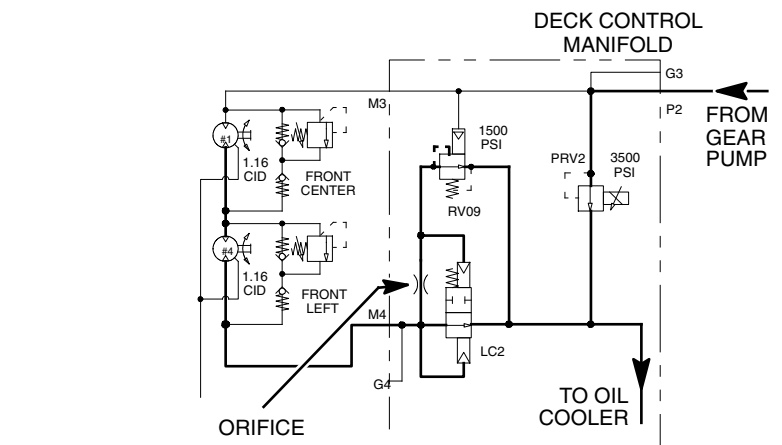 DECK CONTROL
MANIFOLD
G3
M3
P2
FROM
GEAR
PUMP
#1
1.16
CID
FRONT
CENTER
1500
PSI
RV09
PRV2
3500
PSI
#4
1.16
CID
FRONT
LEFT
M4
LC2
G4
ORIFICE
TO OIL
COOLER